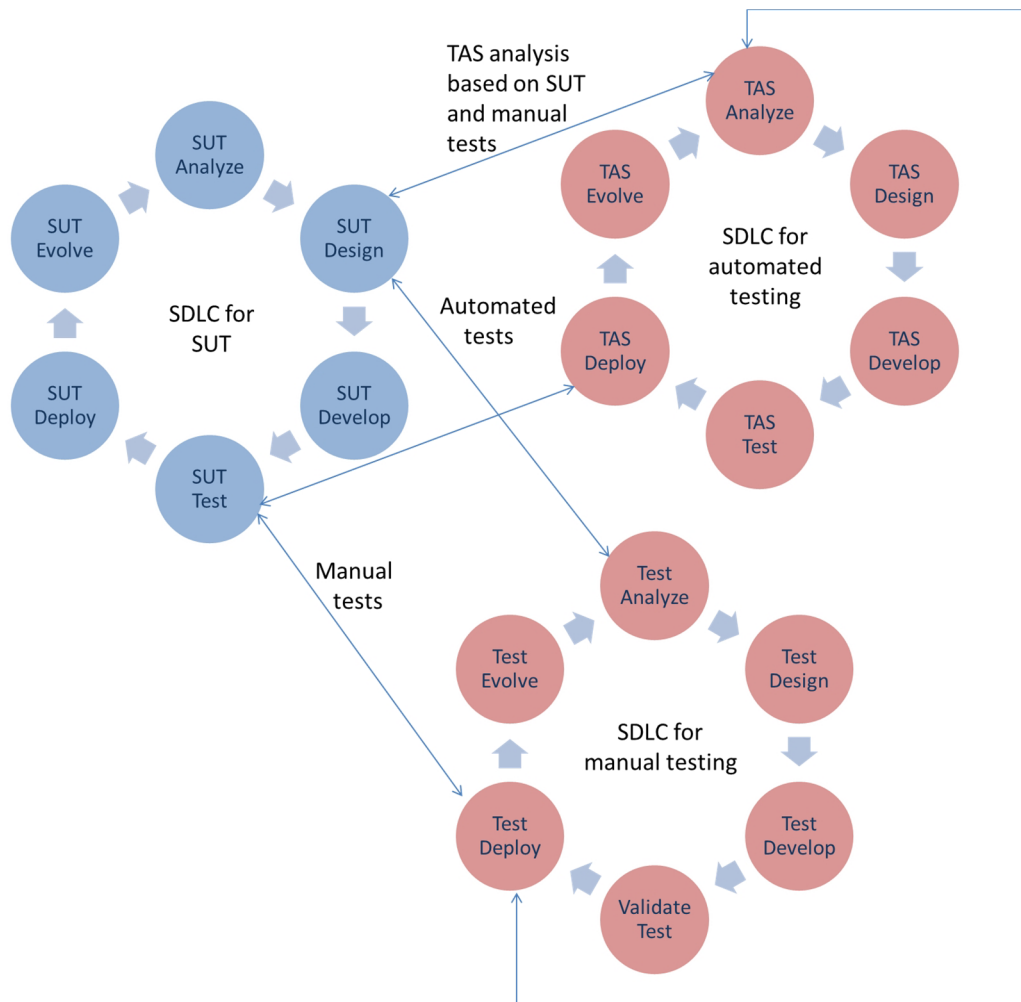 TAS analysis
based on SUT
and manual
tests
SUT
Analyze
SUT
Design
SUT
Develop
SUT
Test
SUT
Deploy
SUT
Evolve
SDLC for
SUT
Automated
tests
Manual
tests
TAS
Analyze
TAS
Design
TAS
Develop
TAS
Test
TAS
Deploy
TAS
Evolve
SDLC for
automated
testing
Test
Analyze
Test
Design
Test
Develop
Validate
Test
Test
Deploy
Test
Evolve
SDLC for
manual testing